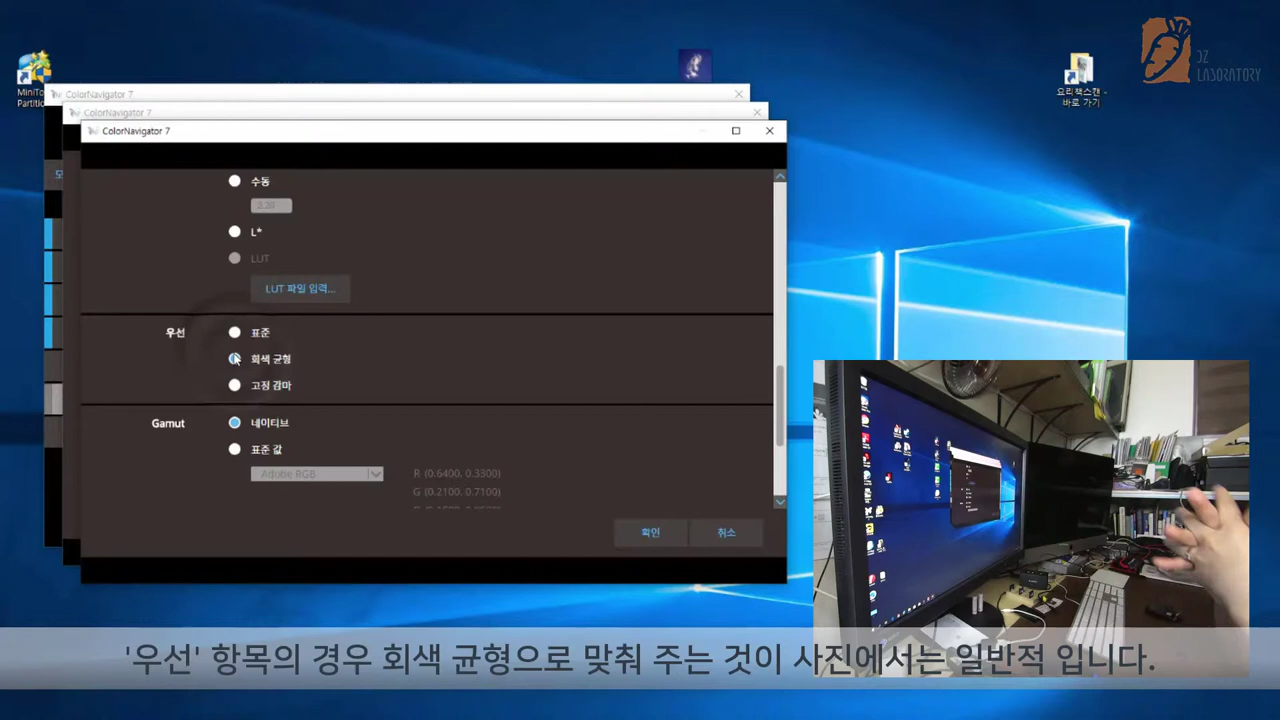 JZ
LABORATORY
MiniTo
Partitio
요리책스캔 -
바로 가기
ColorNavigator 7
ColorNavigator 7
ColorNavigator 7
모
수동
2.20
L*
LUT
LUT 파일 입력...
우선
표준
회색 균형
고정 감마
Gamut
네이티브
표준 값
Adobe RGB
R (0.6400, 0.3300)
G (0.2100, 0.7100)
확인
취소
'우선' 항목의 경우 회색 균형으로 맞춰 주는 것이 사진에서는 일반적 입니다.